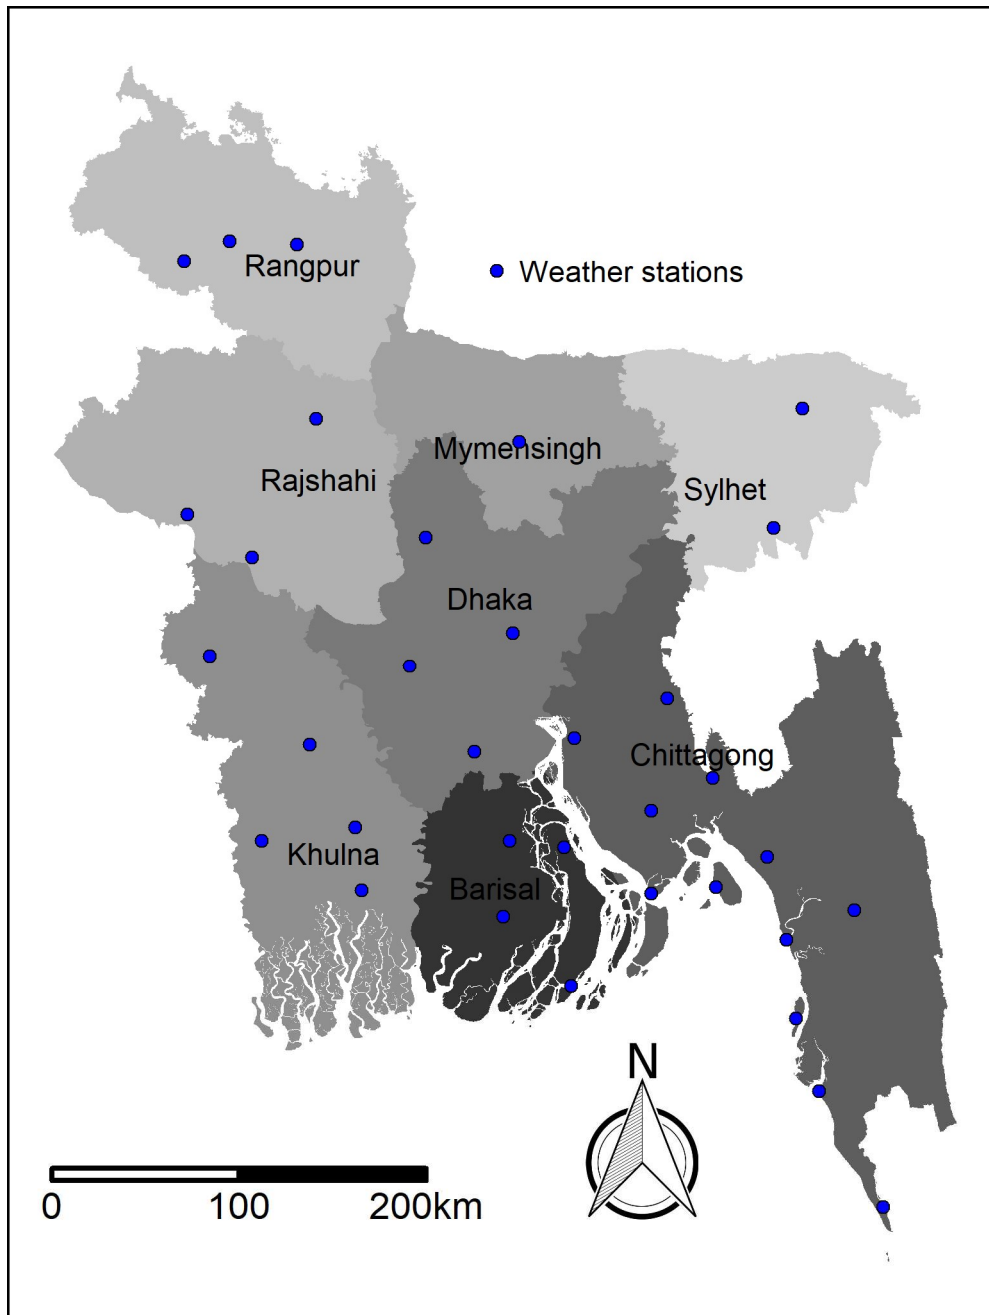 Rangpur
Weather stations
Mymensingh
Rajshahi
Sylhet
Dhaka
Chittagong
Khulna
Barisal
N
0 100 200km